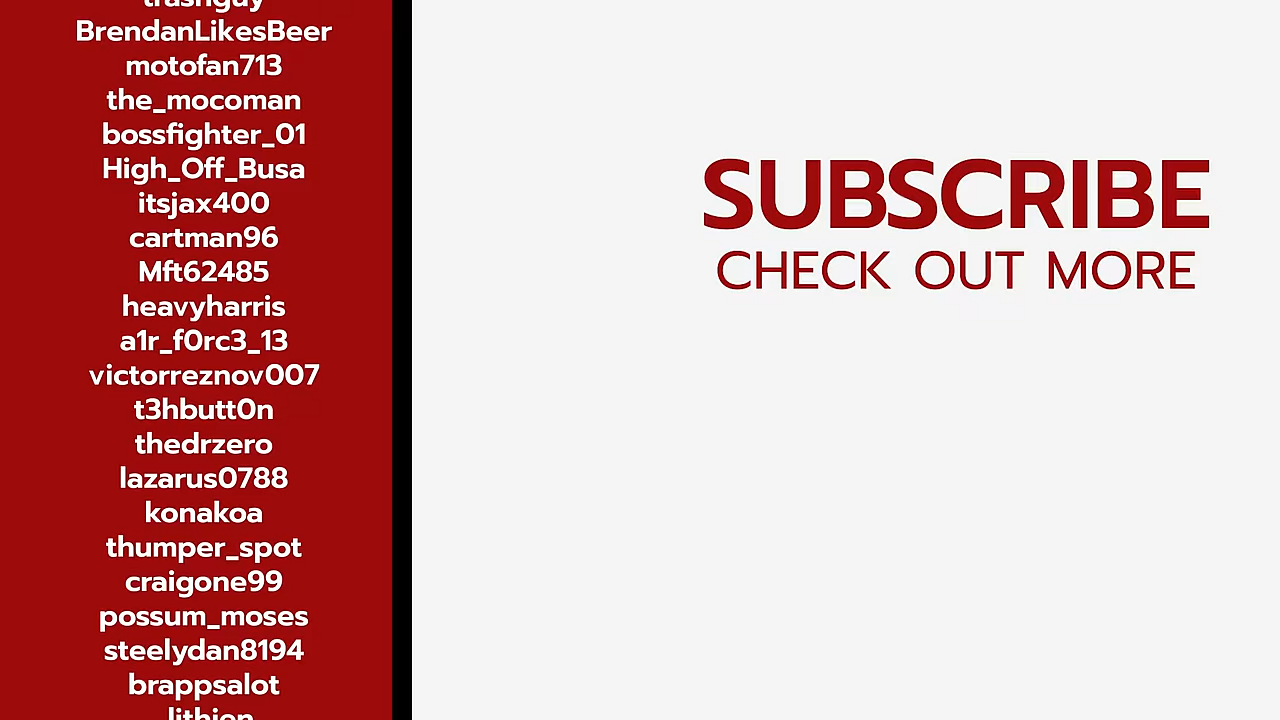 trashguy
BrendanLikesBeer
motofan713
the_mocoman
bossfighter_01
High_Off_Busa
itsjax400
cartman96
Mft62485
heavyharris
a1r_f0rc3_13
victorreznov007
t3hbutt0n
thedrzero
lazarus0788
konakoa
thumper_spot
craigone99
possum_moses
steelydan8194
brappsalot
SUBSCRIBE
CHECK OUT MORE